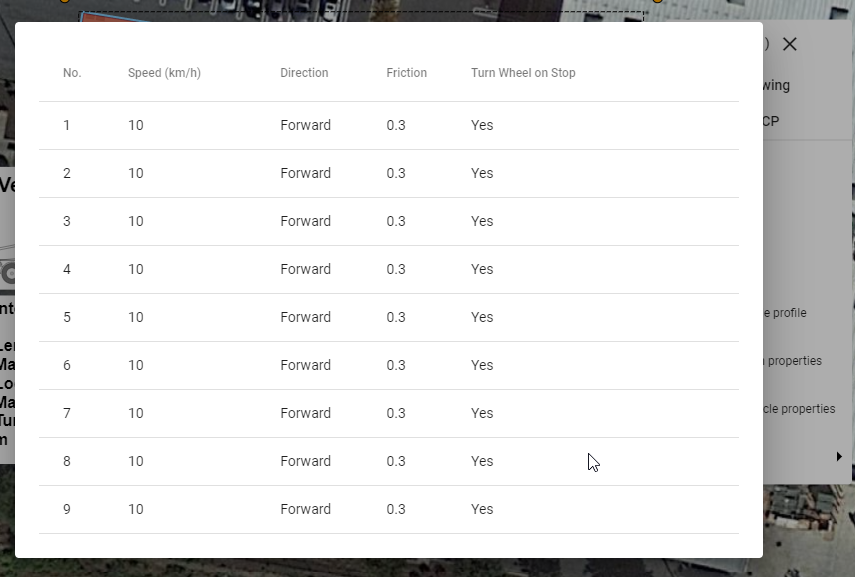 No. Speed (km/h) Direction Friction Turn Wheel on Stop
1 10 Forward 0.3 Yes
2 10 Forward 0.3 Yes
3 10 Forward 0.3 Yes
4 10 Forward 0.3 Yes
5 10 Forward 0.3 Yes
6 10 Forward 0.3 Yes
7 10 Forward 0.3 Yes
8 10 Forward 0.3 Yes
9 10 Forward 0.3 Yes
)
wing
CP
e profile
properties
cle properties
Ve
nt
Le
Ma
Lo
Ma
Tu
m